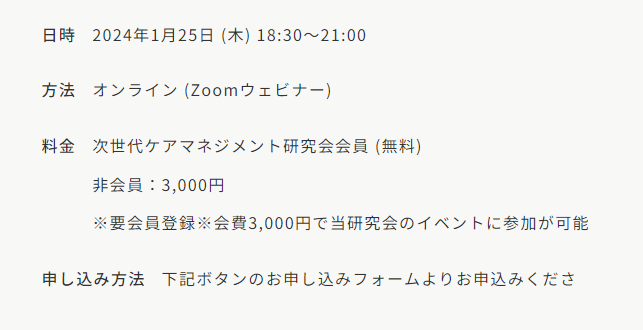 日時 2024年1月25日 (木) 18:30〜21:00
方法 オンライン (Zoomウェビナー)
料金 次世代ケアマネジメント研究会会員 (無料)
非会員：3,000円
※要会員登録※会費3,000円で当研究会のイベントに参加が可能
申し込み方法 下記ボタンのお申し込みフォームよりお申込みくださ